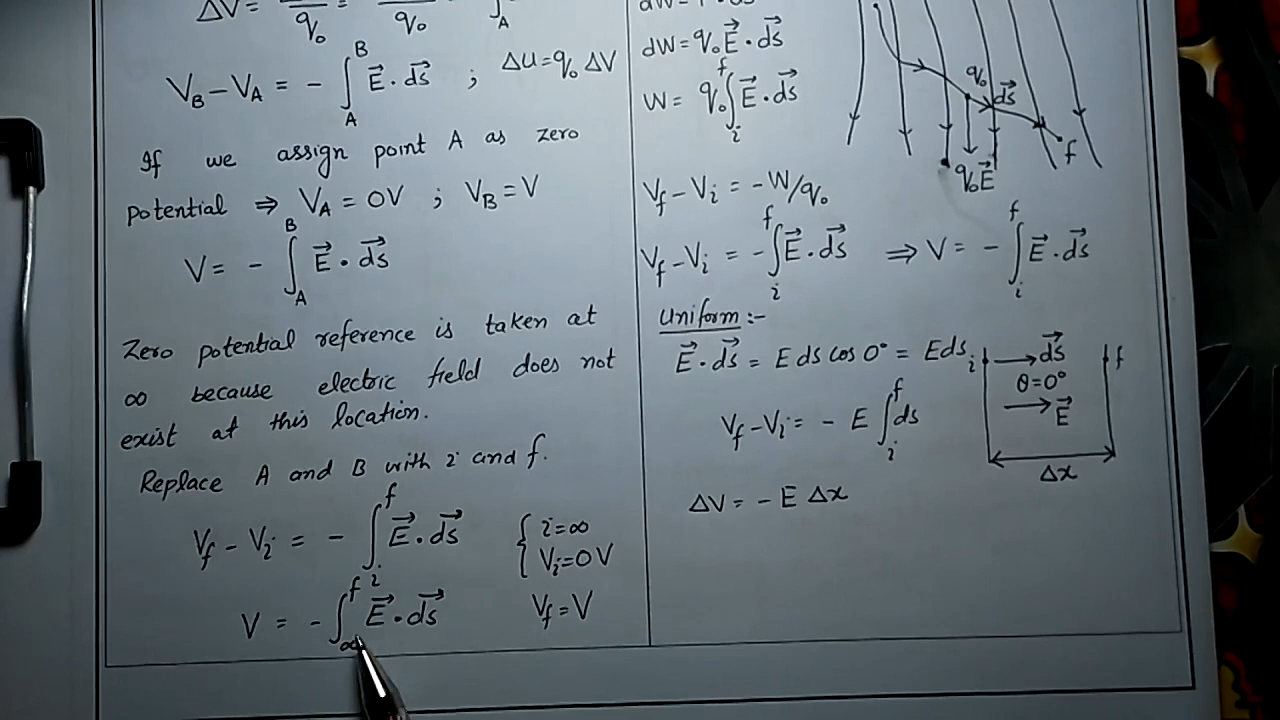 ΔV = /q₀ = /q₀ ∫_A
V_B − V_A = − ∫_A^B E⃗ · ds⃗ ; ΔU = q₀ ΔV
If we assign point A as zero
potential ⇒ V_A = 0V ; V_B = V
V = − ∫_A^B E⃗ · ds⃗
Zero potential reference is taken at
∞ because electric field does not
exist at this location.
Replace A and B with i and f.
V_f − V_i = − ∫_i^f E⃗ · ds⃗ { i = ∞
V_i = 0 V
V = − ∫_∞^f E⃗ · ds⃗ V_f = V
dW = q₀ E⃗ · ds⃗
W = q₀ ∫_i^f E⃗ · ds⃗
V_f − V_i = − W/q₀
V_f − V_i = − ∫_i^f E⃗ · ds⃗ ⇒ V = − ∫_i^f E⃗ · ds⃗
Uniform :-
E⃗ · ds⃗ = E ds cos 0° = E ds
V_f − V_i = − E ∫_i^f ds
ΔV = − E Δx
q₀
ds⃗
f
q₀E⃗
i
ds⃗
f
θ = 0°
E⃗
Δx